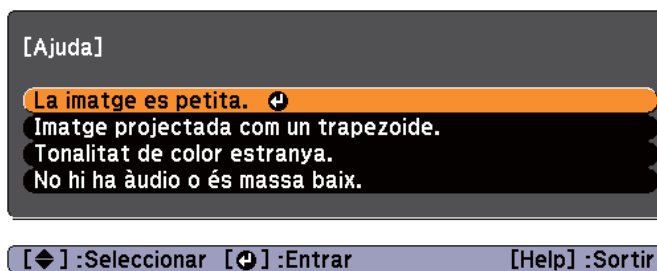 [Ajuda]
La imatge es petita.
Imatge projectada com un trapezoide.
Tonalitat de color estranya.
No hi ha àudio o és massa baix.
[◆] :Seleccionar [↵] :Entrar [Help] :Sortir